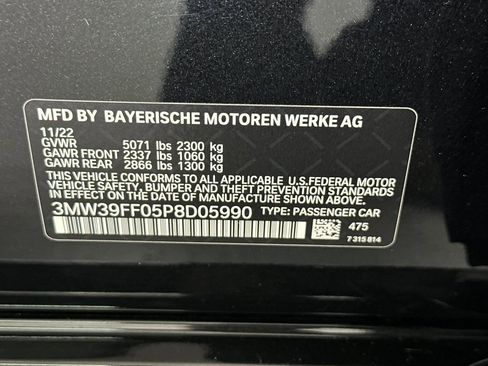 MFD BY BAYERISCHE MOTOREN WERKE AG
11/22
GVWR 5071 lbs 2300 kg
GAWR FRONT 2337 lbs 1060 kg
GAWR REAR 2866 lbs 1300 kg
THIS VEHICLE CONFORMS TO ALL APPLICABLE U.S.FEDERAL MOTOR
VEHICLE SAFETY, BUMPER, AND THEFT PREVENTION STANDARDS
IN EFFECT ON THE DATE OF MANUFACTURE SHOWN ABOVE.
3MW39FF05P8D05990 TYPE: PASSENGER CAR
475
7 315 614